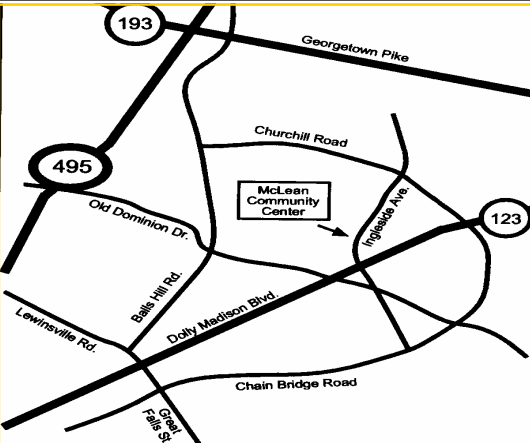 193
Georgetown Pike
Churchill Road
495
McLean
Community
Center
Ingleside Ave.
123
Old Dominion Dr.
Balls Hill Rd.
Dolly Madison Blvd.
Lewinsville Rd.
Chain Bridge Road
Great
Falls St.